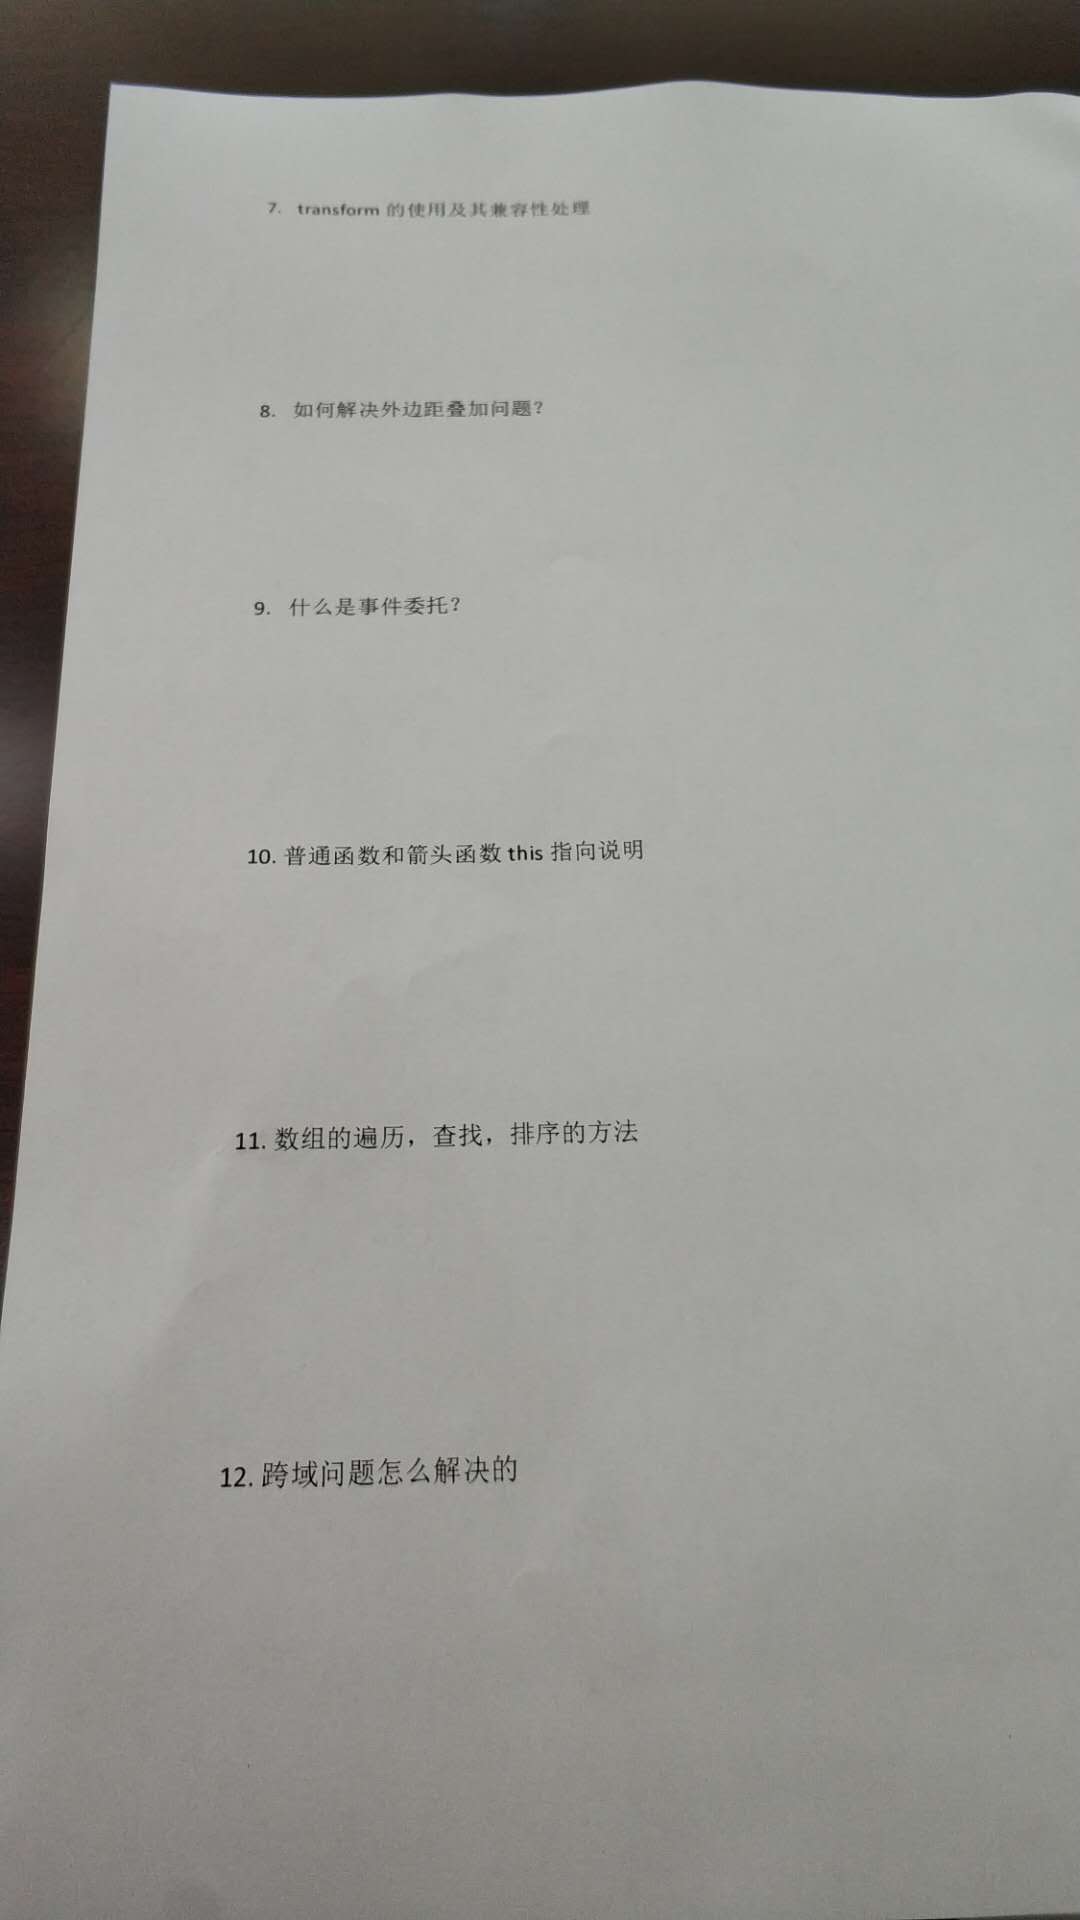 7. transform 的使用及其兼容性处理
8. 如何解决外边距叠加问题？
9. 什么是事件委托？
10. 普通函数和箭头函数 this 指向说明
11. 数组的遍历，查找，排序的方法
12. 跨域问题怎么解决的